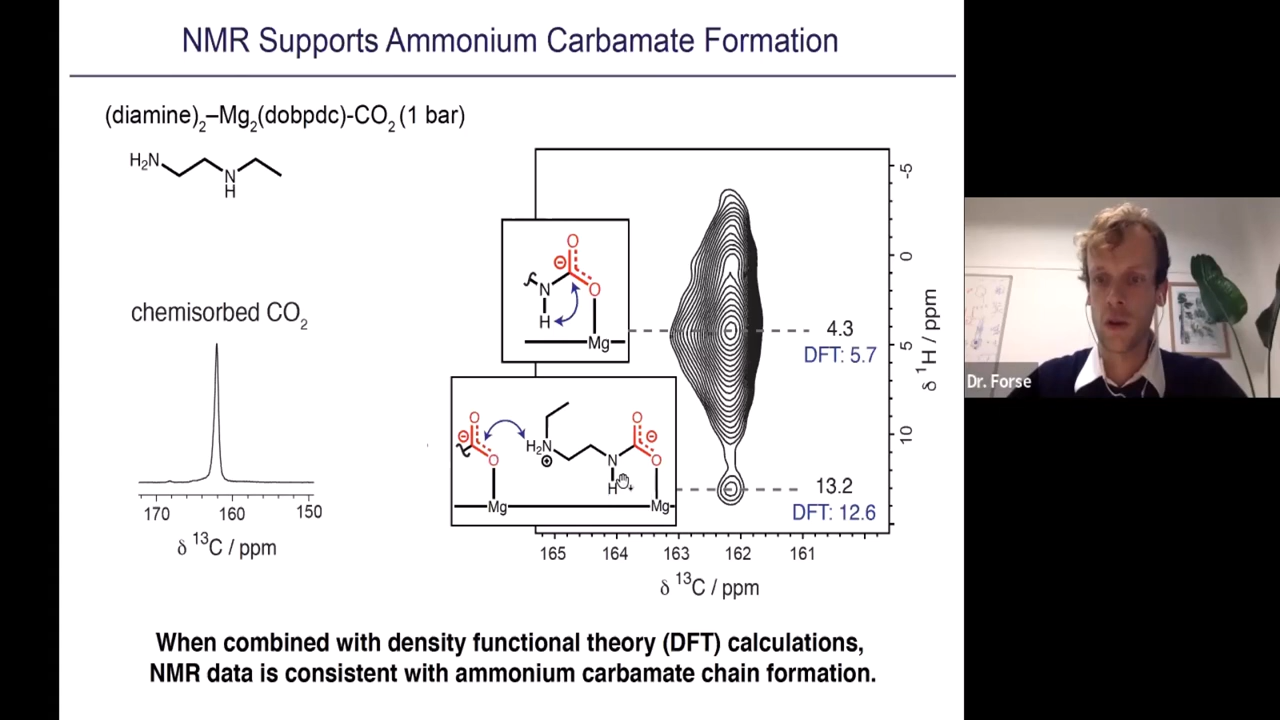 NMR Supports Ammonium Carbamate Formation
(diamine)₂–Mg₂(dobpdc)-CO₂ (1 bar)
H₂N
N
H
chemisorbed CO₂
170 160 150
δ ¹³C / ppm
O
⊖
O
N
H
Mg
O
⊖
O
H₂N
⊕
N
H
O
⊖
O
Mg
Mg
4.3
DFT: 5.7
13.2
DFT: 12.6
-5
0
5
10
δ ¹H / ppm
165 164 163 162 161
δ ¹³C / ppm
When combined with density functional theory (DFT) calculations,
NMR data is consistent with ammonium carbamate chain formation.
Dr. Forse